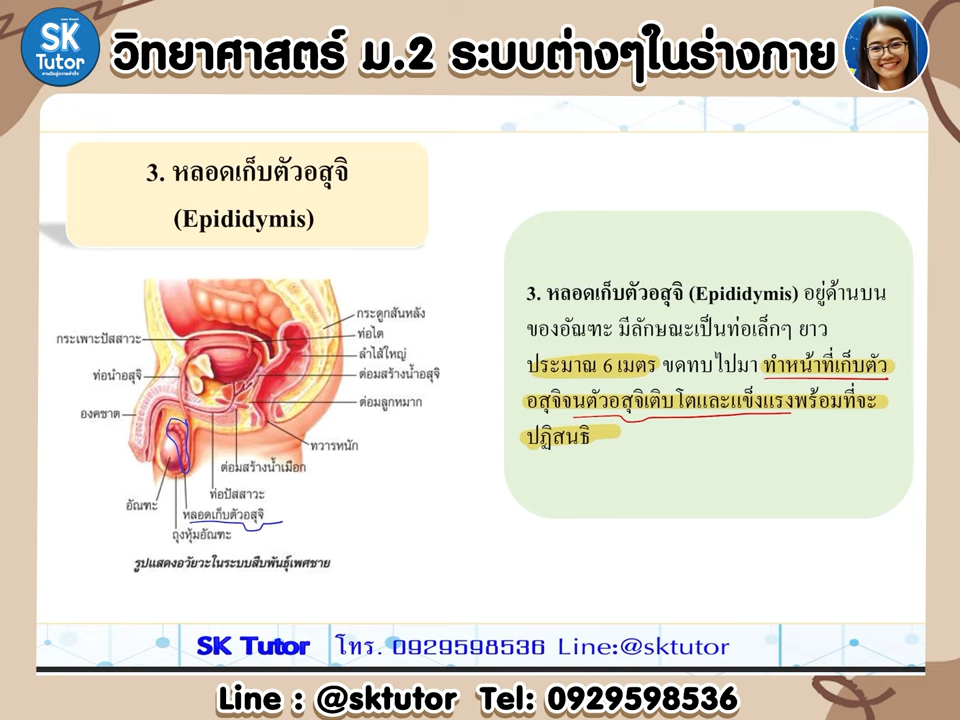 SK
Tutor
วิทยาศาสตร์ ม.2 ระบบต่างๆในร่างกาย
3. หลอดเก็บตัวอสุจิ
(Epididymis)
3. หลอดเก็บตัวอสุจิ (Epididymis) อยู่ด้านบน
ของอัณฑะ มีลักษณะเป็นท่อเล็กๆ ยาว
ประมาณ 6 เมตร ขดทบไปมา ทำหน้าที่เก็บตัว
อสุจิจนตัวอสุจิเติบโตและแข็งแรงพร้อมที่จะ
ปฏิสนธิ
กระดูกสันหลัง
ท่อไต
ลำไส้ใหญ่
ต่อมสร้างน้ำอสุจิ
ต่อมลูกหมาก
ทวารหนัก
กระเพาะปัสสาวะ
ท่อนำอสุจิ
องคชาต
ต่อมสร้างน้ำเมือก
ท่อปัสสาวะ
อัณฑะ
หลอดเก็บตัวอสุจิ
ถุงหุ้มอัณฑะ
รูปแสดงอวัยวะในระบบสืบพันธุ์เพศชาย
SK Tutor โทร. 0929598536 Line:@sktutor
Line : @sktutor Tel: 0929598536